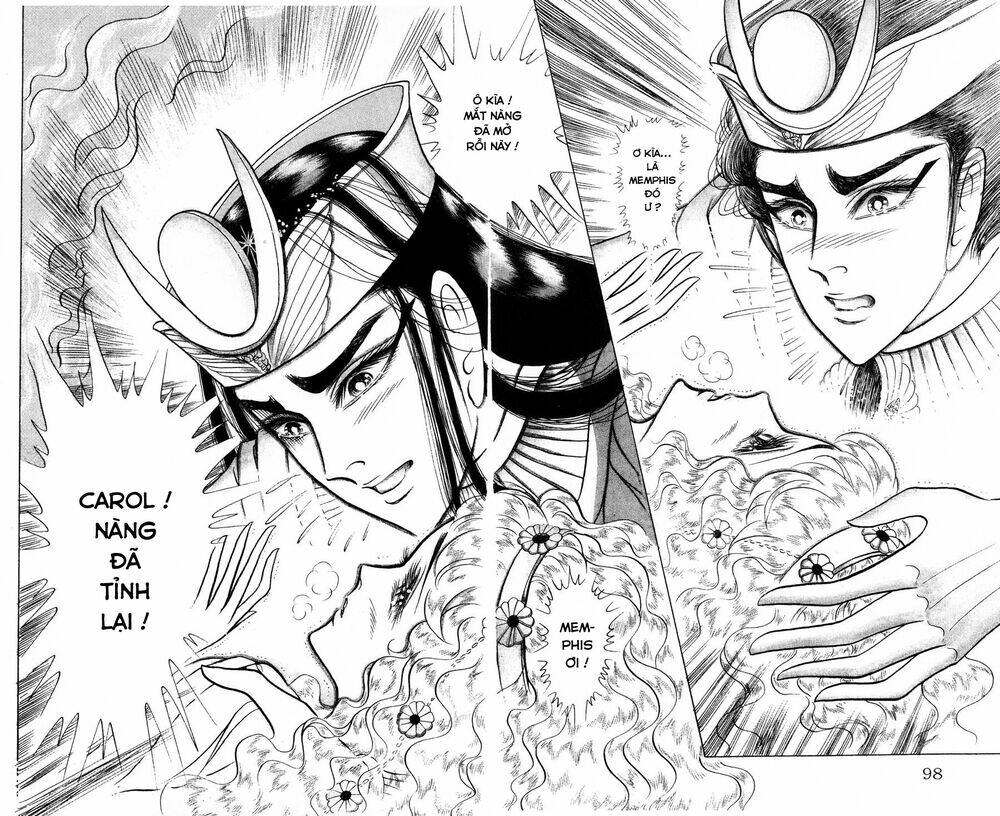 Ô KÌA !
MẮT NÀNG
ĐÃ MỞ
RỒI NÀY !
Ơ KÌA...
LÀ
MEMPHIS
ĐÓ
Ư ?
CAROL !
NÀNG
ĐÃ
TỈNH
LẠI !
MEM-
PHIS
ƠI !
98